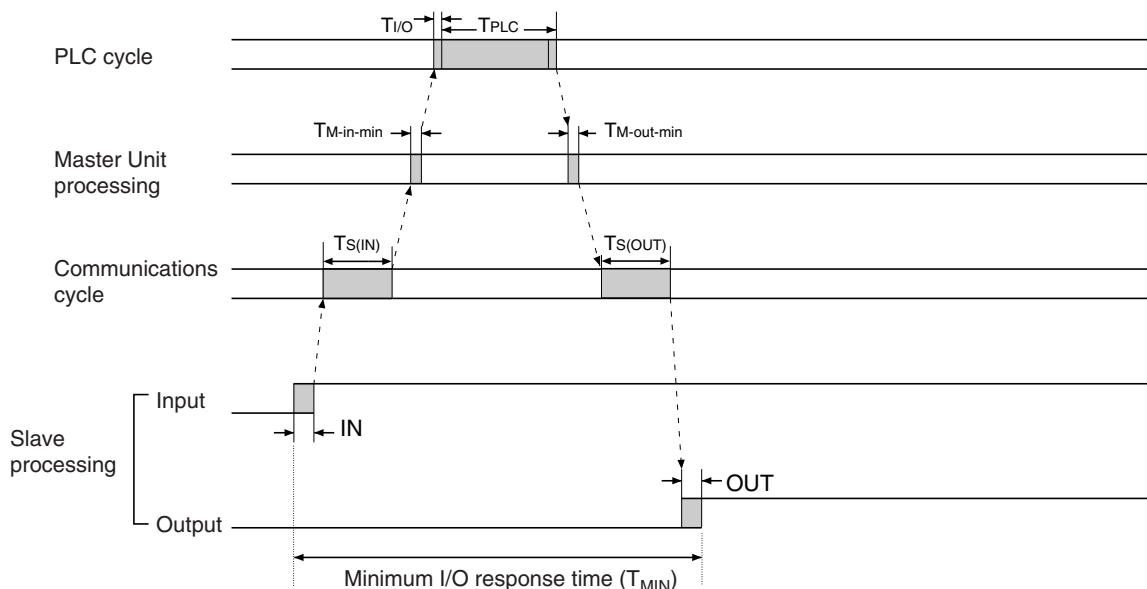 TI/O TPLC
PLC cycle
TM-in-min TM-out-min
Master Unit
processing
TS(IN) TS(OUT)
Communications
cycle
Input
IN
Slave
processing
OUT
Output
Minimum I/O response time (TMIN)